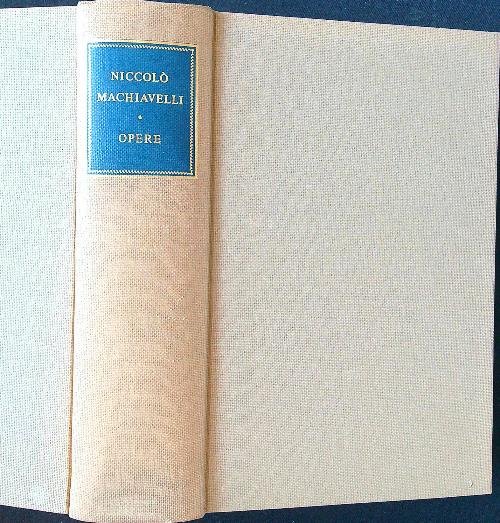 NICCOLÒ
MACHIAVELLI
•
OPERE